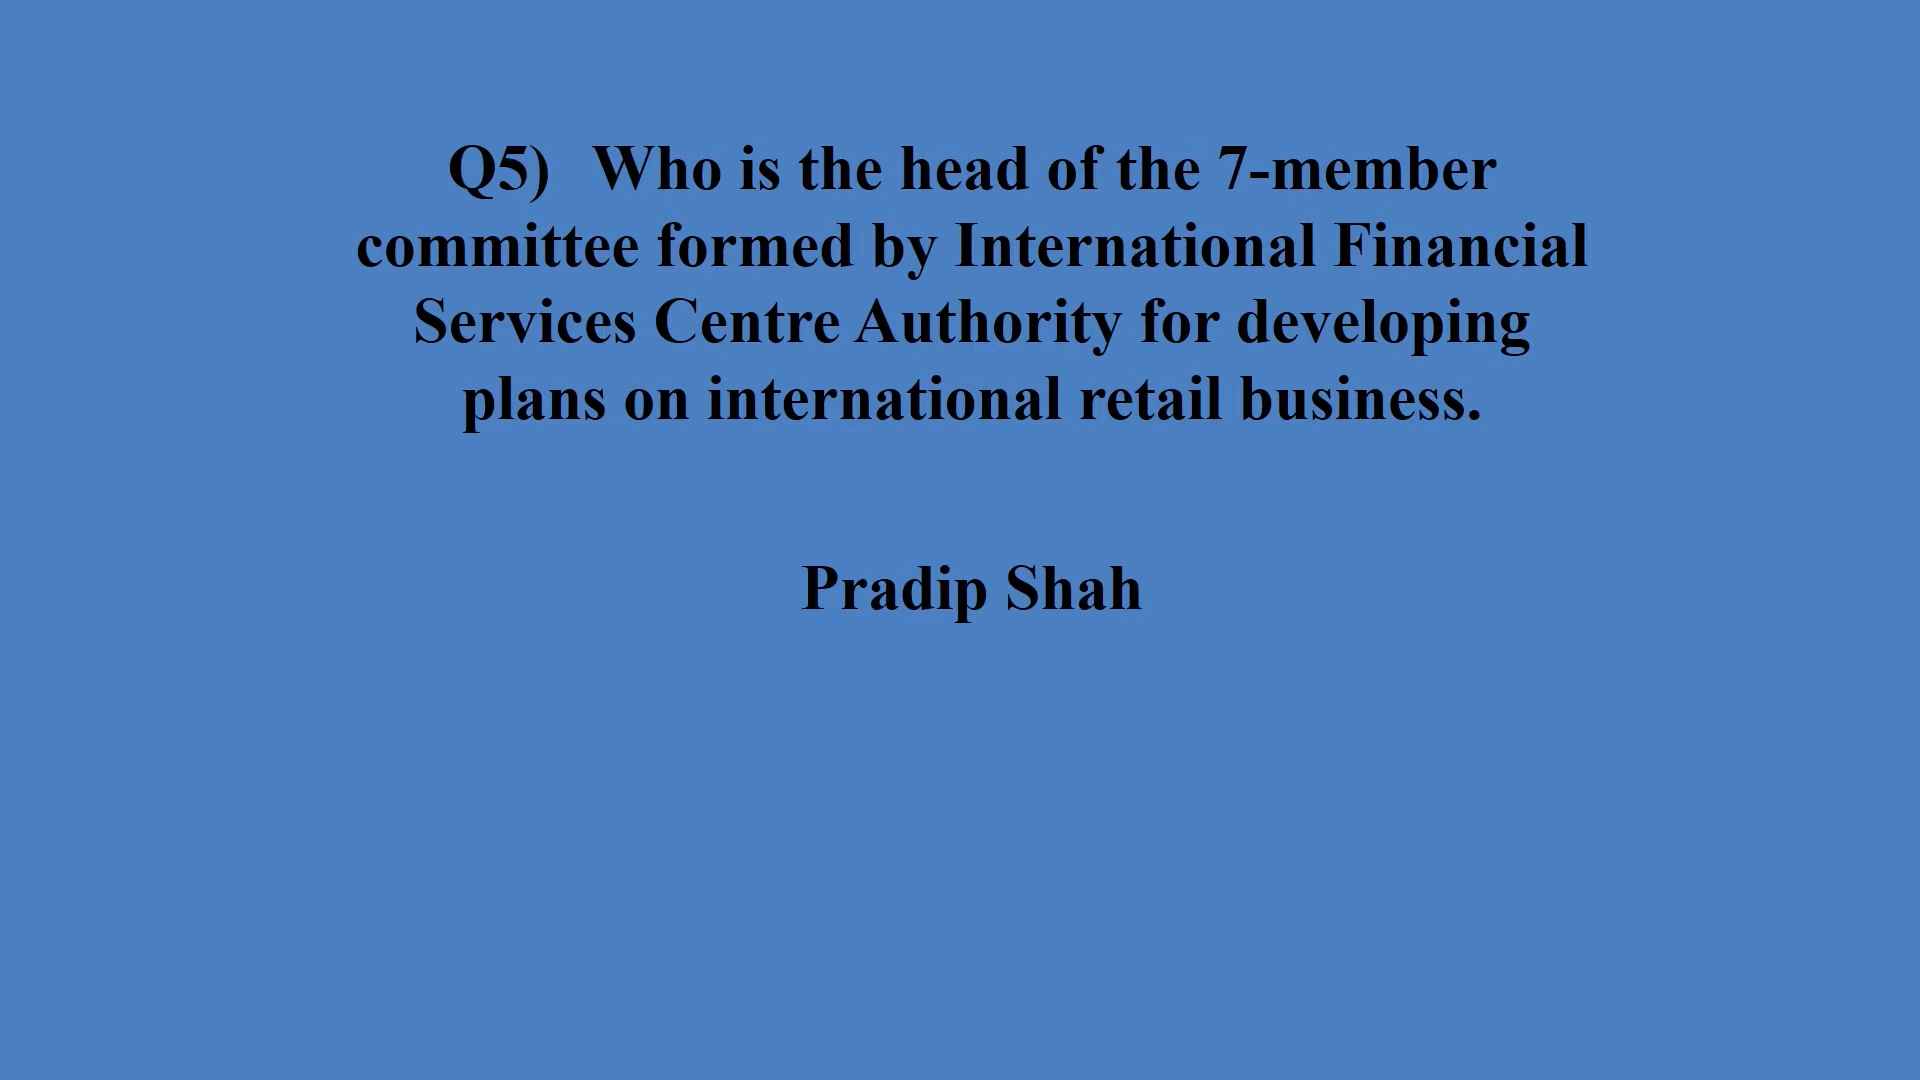 Q5) Who is the head of the 7-member
committee formed by International Financial
Services Centre Authority for developing
plans on international retail business.
Pradip Shah